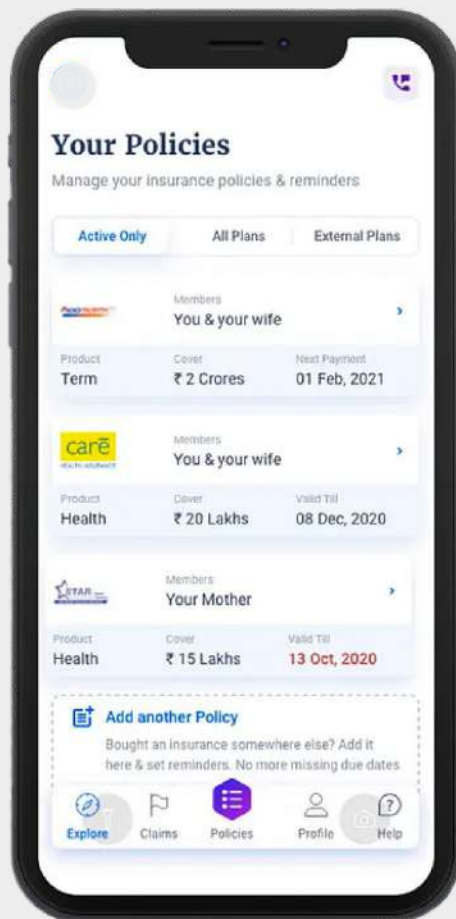 Your Policies
Manage your insurance policies & reminders
Active Only All Plans External Plans
Members
You & your wife
Product Cover Next Payment
Term ₹ 2 Crores 01 Feb, 2021
care
Members
You & your wife
Product Cover Valid Till
Health ₹ 20 Lakhs 08 Dec, 2020
STAR
Members
Your Mother
Product Cover Valid Till
Health ₹ 15 Lakhs 13 Oct, 2020
Add another Policy
Bought an insurance somewhere else? Add it
here & set reminders. No more missing due dates
Explore Claims Policies Profile Help